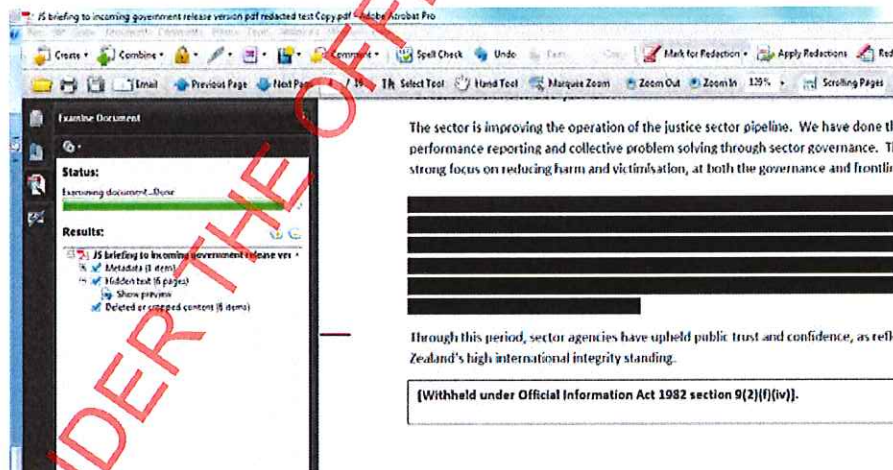 JS briefing to incoming government release version pdf redacted test Copy.pdf - Adobe Acrobat Pro
Create Combine Comment Spell Check Undo Mark for Redaction Apply Redactions Red
Email Previous Page Next Page Select Tool Hand Tool Marquee Zoom Zoom Out Zoom In 129% Scrolling Pages
Examine Document
Status:
Examining document...Done
Results:
JS briefing to incoming government release ver
Metadata (1 item)
Hidden text (6 pages)
Show preview
Deleted or cropped content (6 items)
The sector is improving the operation of the justice sector pipeline. We have done th
performance reporting and collective problem solving through sector governance. Th
strong focus on reducing harm and victimisation, at both the governance and frontlin
Through this period, sector agencies have upheld public trust and confidence, as refl
Zealand's high international integrity standing.
[Withheld under Official Information Act 1982 section 9(2)(f)(iv)].
NDER THE OFFI